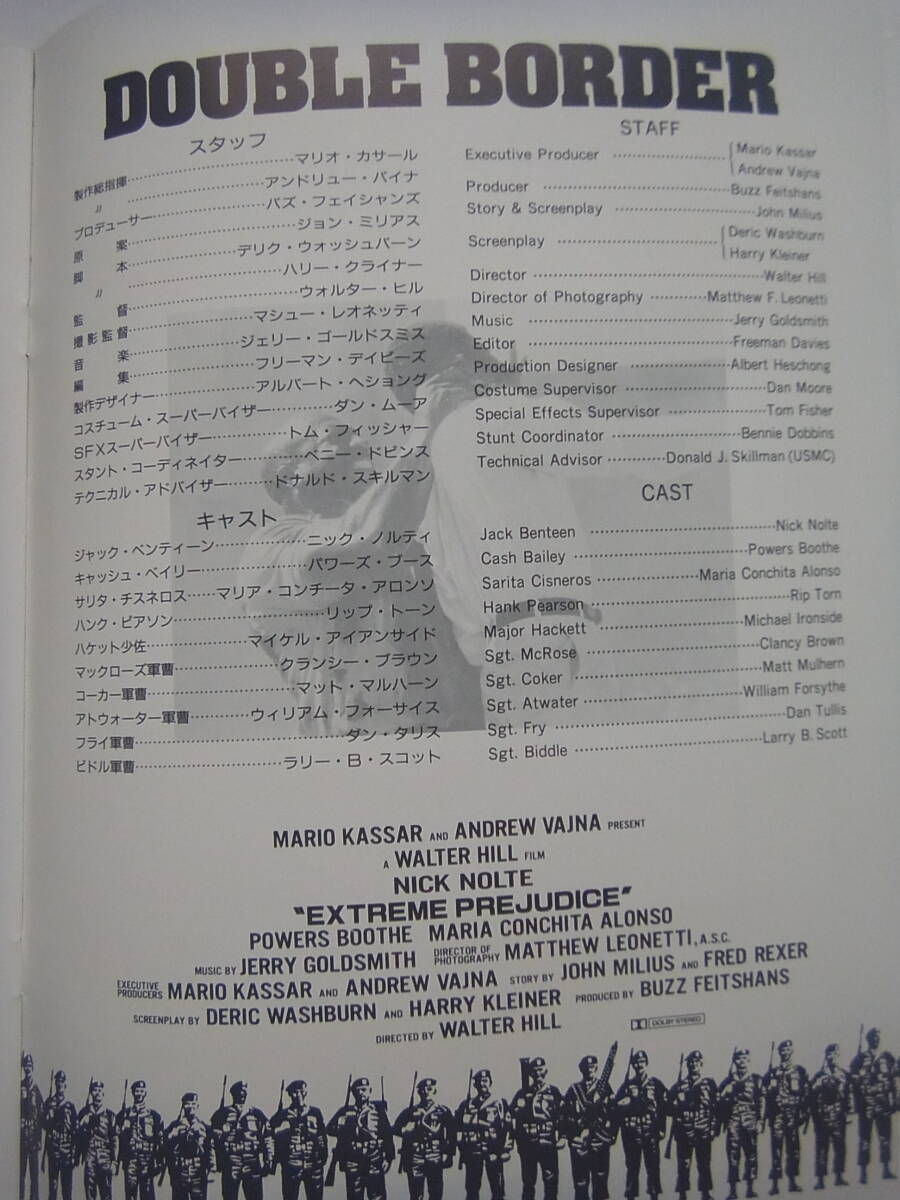 DOUBLE BORDER
スタッフ
製作総指揮……………マリオ・カサール
〃……………アンドリュー・バイナ
プロデューサー……………バズ・フェイシャンズ
原案……………ジョン・ミリアス
脚本……………デリク・ウォッシュバーン
〃……………ハリー・クライナー
監督……………ウォルター・ヒル
撮影監督……………マシュー・レオネッティ
音楽……………ジェリー・ゴールドスミス
編集……………フリーマン・デイビーズ
製作デザイナー……………アルバート・ヘショング
コスチューム・スーパーバイザー…………ダン・ムーア
SFXスーパーバイザー…………トム・フィッシャー
スタント・コーディネイター………ベニー・ドビンス
テクニカル・アドバイザー………ドナルド・スキルマン
キャスト
ジャック・ベンティーン……………ニック・ノルティ
キャッシュ・ベイリー……………パワーズ・ブース
サリタ・チスネロス……マリア・コンチータ・アロンソ
ハンク・ピアソン……………リップ・トーン
ハケット少佐……………マイケル・アイアンサイド
マックローズ軍曹……………クランシー・ブラウン
コーカー軍曹……………マット・マルハーン
アトウォーター軍曹…………ウィリアム・フォーサイス
フライ軍曹……………ダン・タリス
ビドル軍曹……………ラリー・B・スコット
STAFF
Executive Producer ……………Mario Kassar
Andrew Vajna
Producer ……………Buzz Feitshans
Story & Screenplay ……………John Milius
Screenplay ……………Deric Washburn
Harry Kleiner
Director ……………Walter Hill
Director of Photography …………Matthew F. Leonetti
Music ……………Jerry Goldsmith
Editor ……………Freeman Davies
Production Designer ……………Albert Heschong
Costume Supervisor ……………Dan Moore
Special Effects Supervisor ……………Tom Fisher
Stunt Coordinator ……………Bennie Dobbins
Technical Advisor …………Donald J. Skillman (USMC)
CAST
Jack Benteen ……………Nick Nolte
Cash Bailey ……………Powers Boothe
Sarita Cisneros ……………Maria Conchita Alonso
Hank Pearson ……………Rip Torn
Major Hackett ……………Michael Ironside
Sgt. McRose ……………Clancy Brown
Sgt. Coker ……………Matt Mulhern
Sgt. Atwater ……………William Forsythe
Sgt. Fry ……………Dan Tullis
Sgt. Biddle ……………Larry B. Scott
MARIO KASSAR AND ANDREW VAJNA PRESENT
A WALTER HILL FILM
NICK NOLTE
"EXTREME PREJUDICE"
POWERS BOOTHE MARIA CONCHITA ALONSO
MUSIC BY JERRY GOLDSMITH DIRECTOR OF PHOTOGRAPHY MATTHEW LEONETTI, A.S.C.
EXECUTIVE PRODUCERS MARIO KASSAR AND ANDREW VAJNA STORY BY JOHN MILIUS AND FRED REXER
SCREENPLAY BY DERIC WASHBURN AND HARRY KLEINER PRODUCED BY BUZZ FEITSHANS
DIRECTED BY WALTER HILL DOLBY STEREO